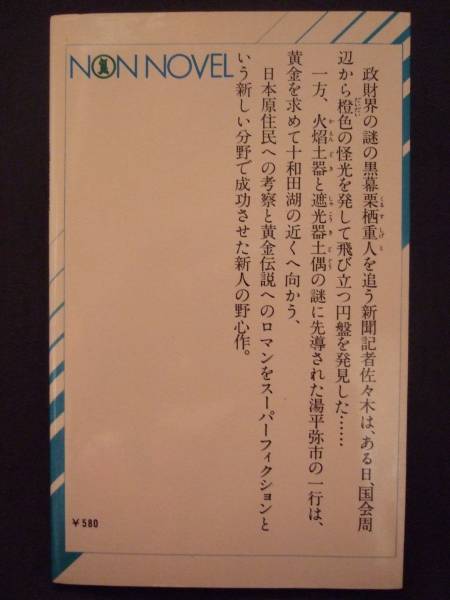 NON NOVEL
政財界の謎の黒幕栗栖重人を追う新聞記者佐々木は、ある日、国会周
辺から橙色の怪光を発して飛び立つ円盤を発見した……
一方、火焰土器と遮光器土偶の謎に先導された湯平弥市の一行は、
黄金を求めて十和田湖の近くへ向かう、
日本原住民への考察と黄金伝説へのロマンをスーパーフィクションと
いう新しい分野で成功させた新人の野心作。
¥580